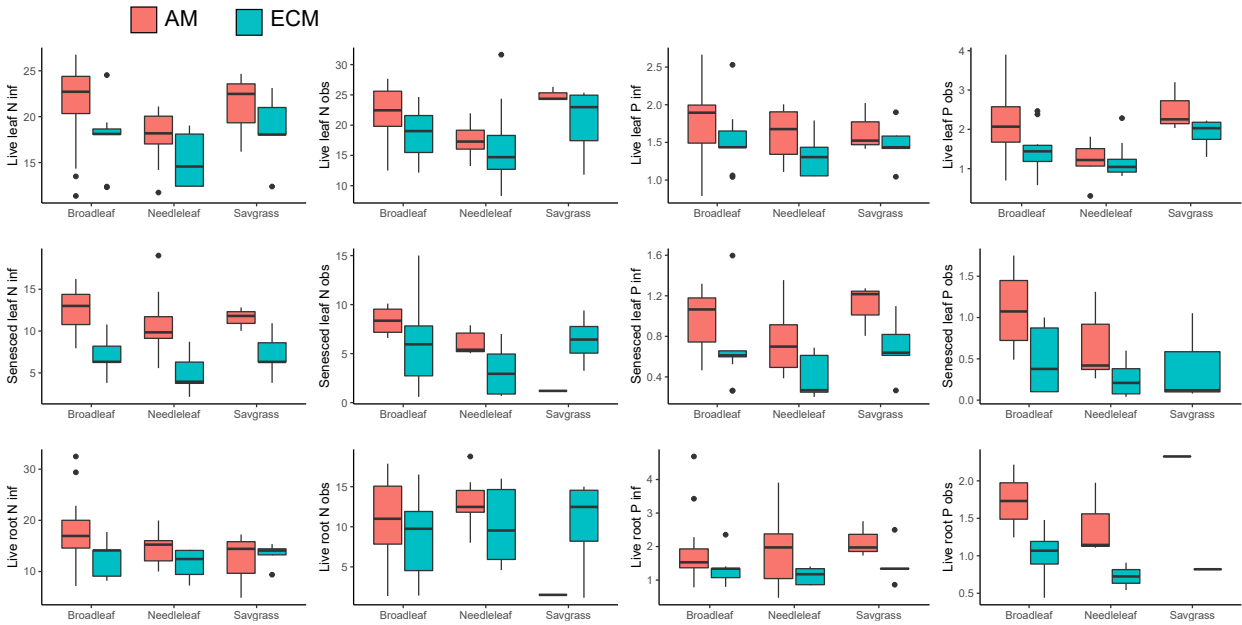 AM ECM
Live leaf N inf
25
20
15
Broadleaf Needleleaf Savgrass
Live leaf N obs
30
25
20
15
10
Broadleaf Needleleaf Savgrass
Live leaf P inf
2.5
2.0
1.5
1.0
Broadleaf Needleleaf Savgrass
Live leaf P obs
4
3
2
1
Broadleaf Needleleaf Savgrass
Senesced leaf N inf
15
10
5
Broadleaf Needleleaf Savgrass
Senesced leaf N obs
15
10
5
0
Broadleaf Needleleaf Savgrass
Senesced leaf P inf
1.6
1.2
0.8
0.4
Broadleaf Needleleaf Savgrass
Senesced leaf P obs
1.5
1.0
0.5
0.0
Broadleaf Needleleaf Savgrass
Live root N inf
30
20
10
Broadleaf Needleleaf Savgrass
Live root N obs
15
10
5
Broadleaf Needleleaf Savgrass
Live root P inf
4
3
2
1
Broadleaf Needleleaf Savgrass
Live root P obs
2.0
1.5
1.0
0.5
Broadleaf Needleleaf Savgrass